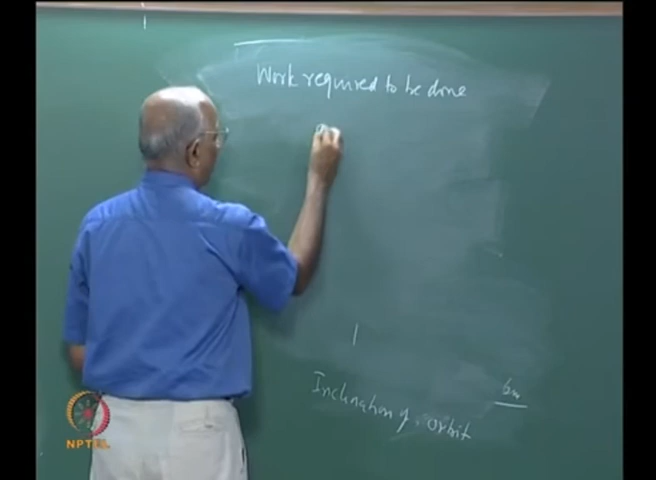 Work required to be done
Inclination of orbit
NPTEL